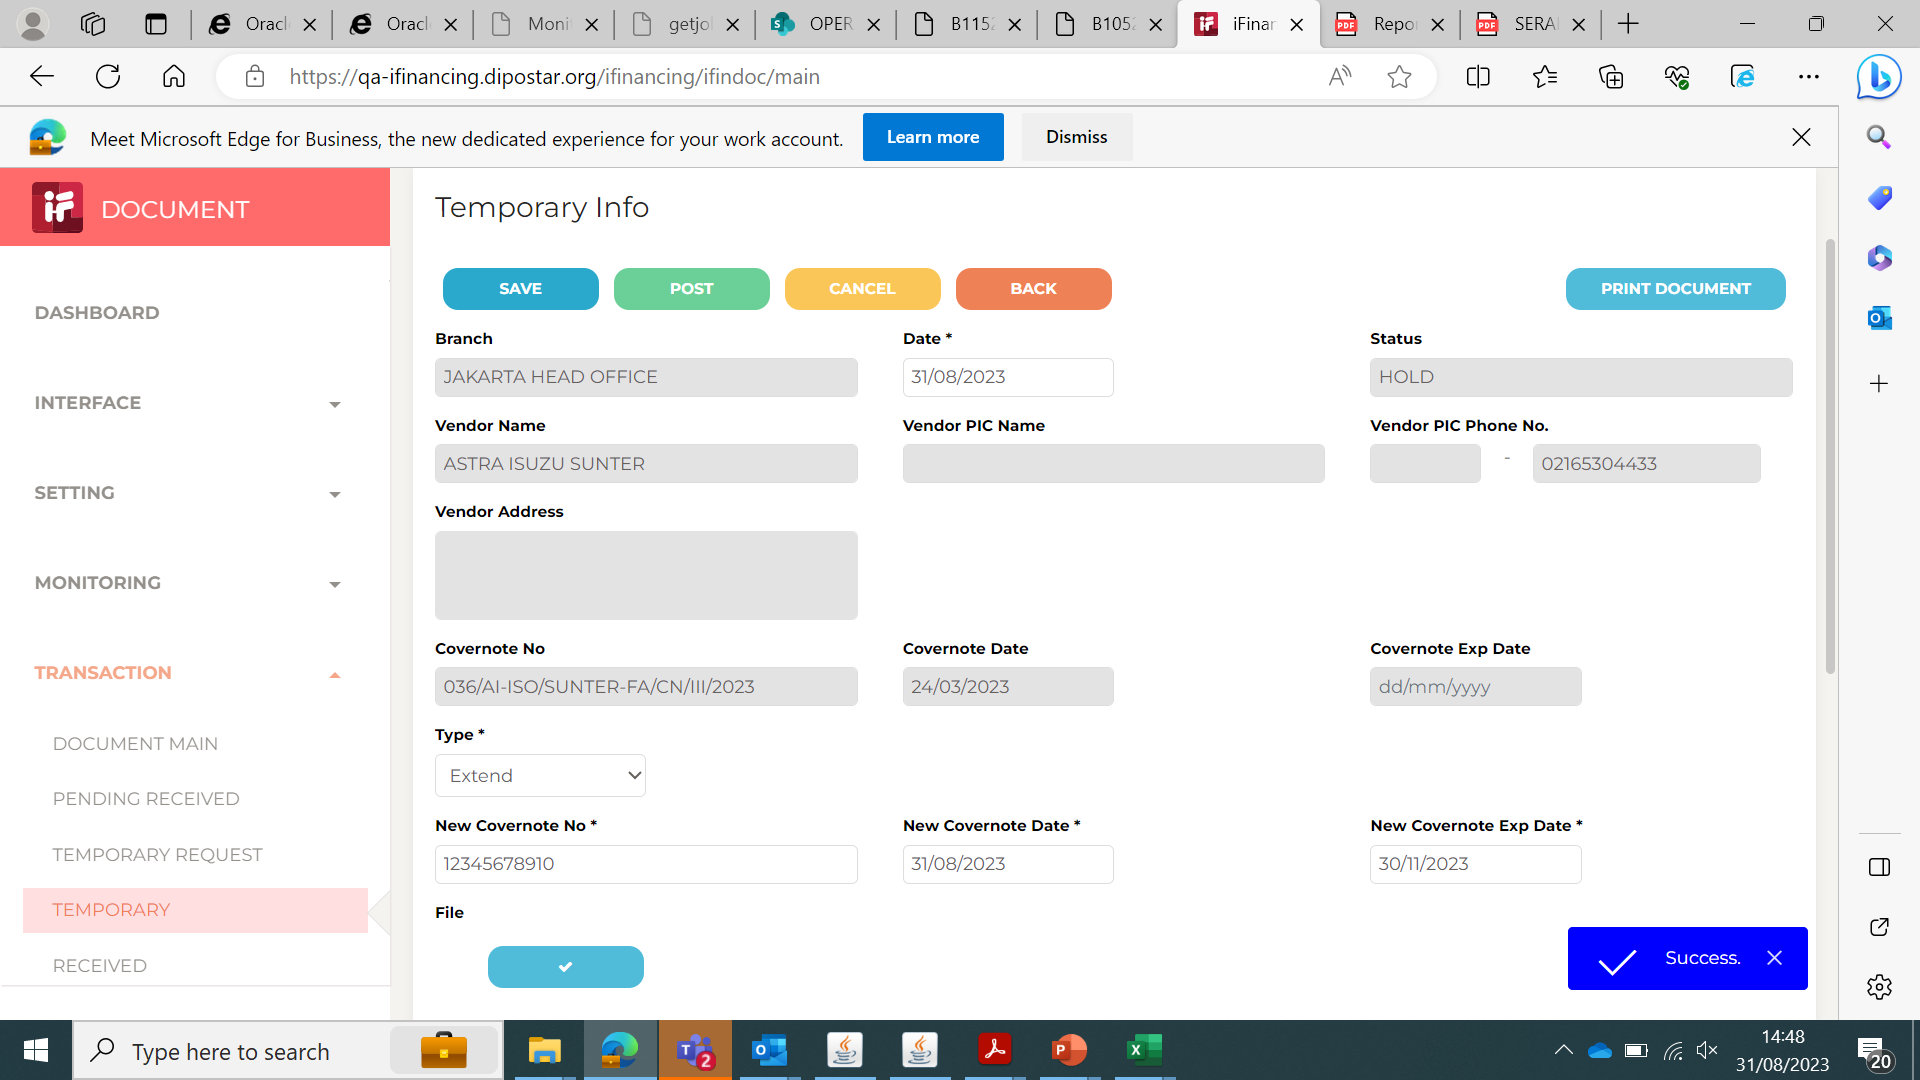 Oracl
Oracl
Moni
getjo
OPER
B1152
B1052
iFinar
Repo
SERA
https://qa-ifinancing.dipostar.org/ifinancing/ifindoc/main
Meet Microsoft Edge for Business, the new dedicated experience for your work account.
Learn more
Dismiss
iF DOCUMENT
DASHBOARD
INTERFACE
SETTING
MONITORING
TRANSACTION
DOCUMENT MAIN
PENDING RECEIVED
TEMPORARY REQUEST
TEMPORARY
RECEIVED
Temporary Info
SAVE POST CANCEL BACK PRINT DOCUMENT
Branch Date * Status
JAKARTA HEAD OFFICE 31/08/2023 HOLD
Vendor Name Vendor PIC Name Vendor PIC Phone No.
ASTRA ISUZU SUNTER - 02165304433
Vendor Address
Covernote No Covernote Date Covernote Exp Date
036/AI-ISO/SUNTER-FA/CN/III/2023 24/03/2023 dd/mm/yyyy
Type *
Extend
New Covernote No * New Covernote Date * New Covernote Exp Date *
12345678910 31/08/2023 30/11/2023
File
Success.
Type here to search
2
14:48
31/08/2023
20